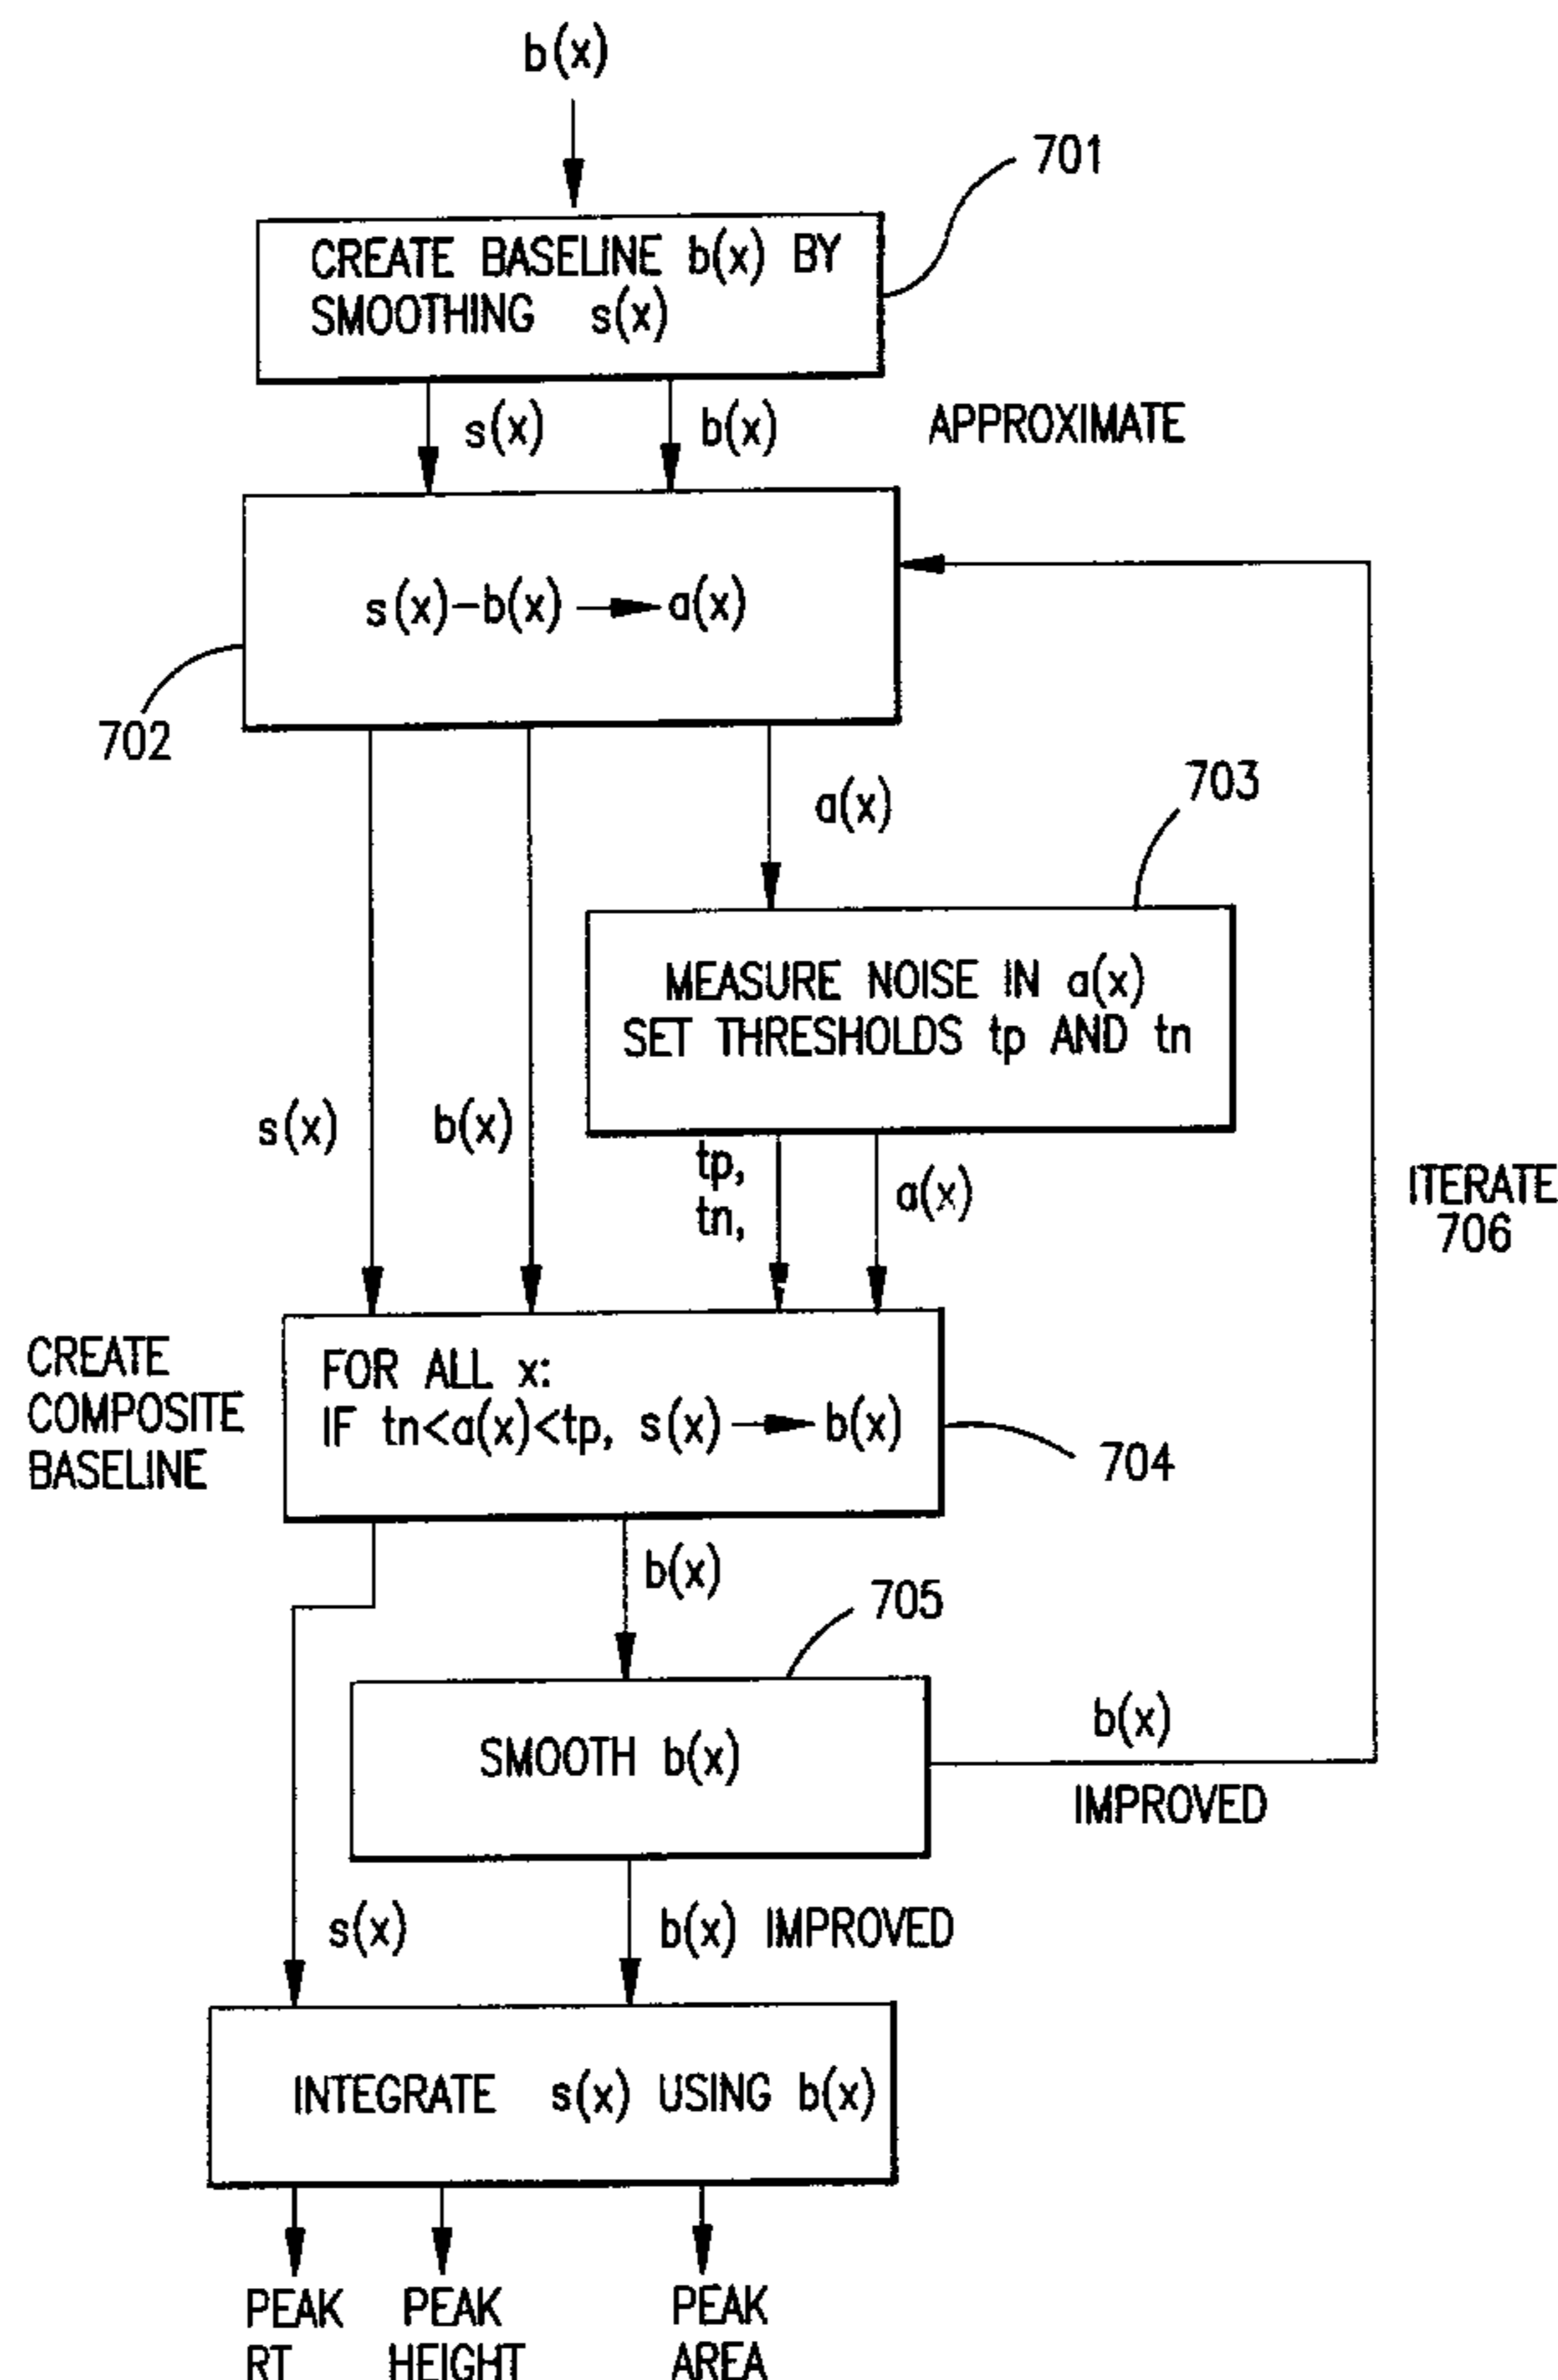 b(x)
701
CREATE BASELINE b(x) BY
SMOOTHING s(x)
s(x)
b(x)
APPROXIMATE
s(x)-b(x) → a(x)
702
a(x)
703
MEASURE NOISE IN a(x)
SET THRESHOLDS tp AND tn
s(x)
b(x)
tp,
tn,
a(x)
ITERATE
706
CREATE
COMPOSITE
BASELINE
FOR ALL x:
IF tn<a(x)<tp, s(x) → b(x)
704
b(x)
705
SMOOTH b(x)
b(x)
IMPROVED
s(x)
b(x) IMPROVED
INTEGRATE s(x) USING b(x)
PEAK
RT
PEAK
HEIGHT
PEAK
AREA